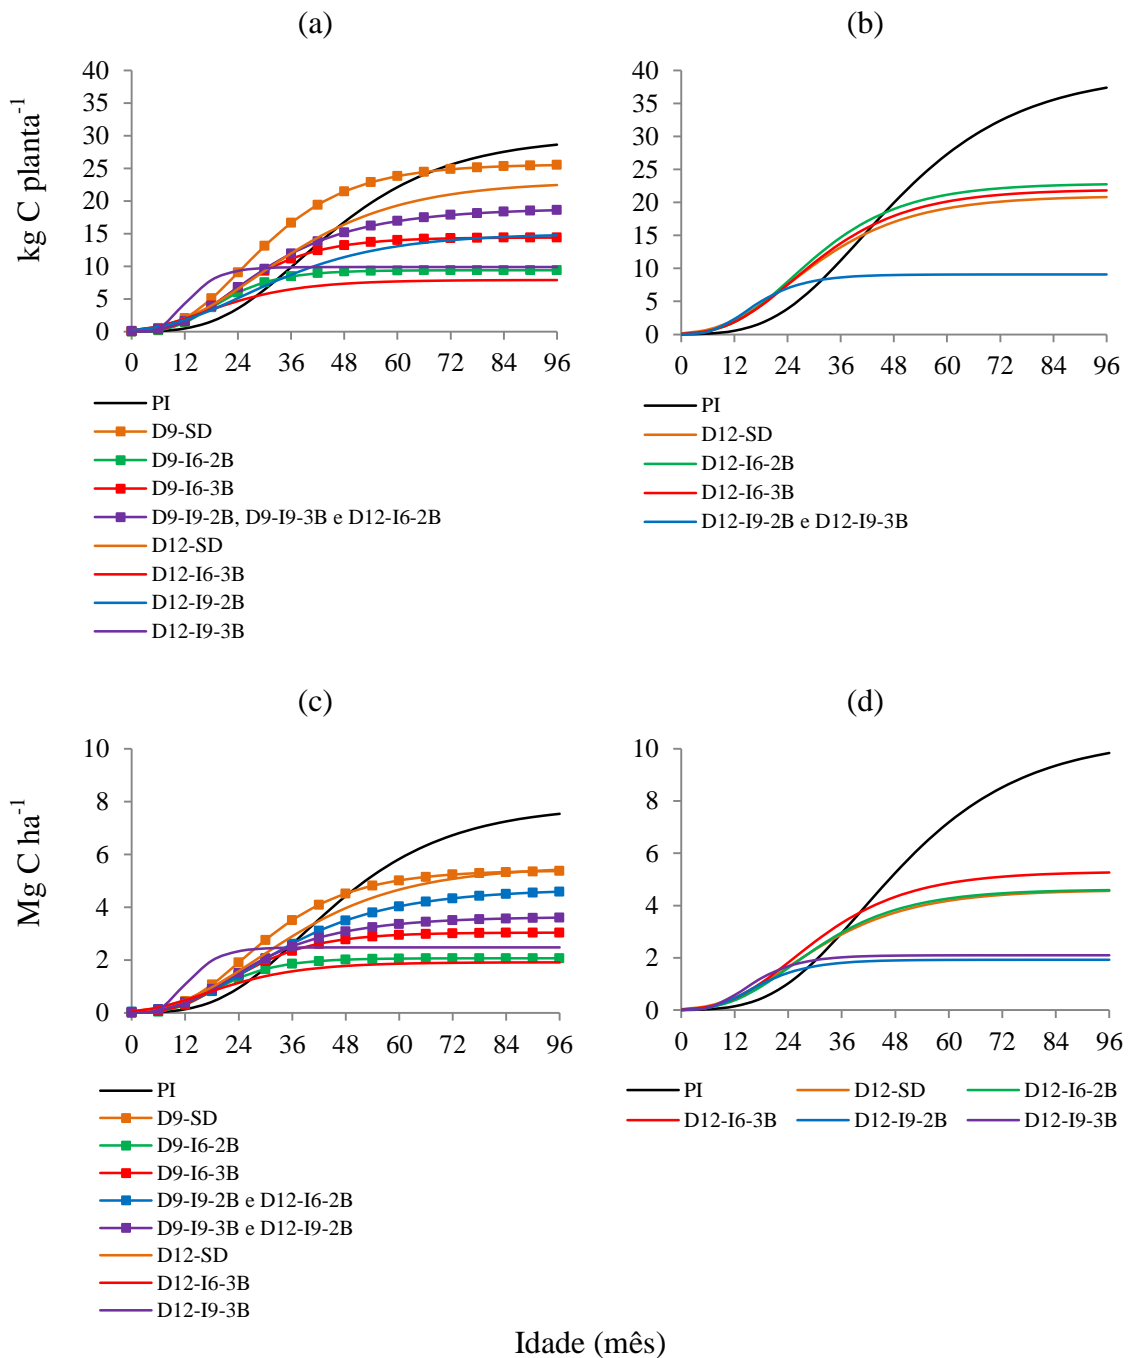 (a)
(b)
kg C planta-1
40
35
30
25
20
15
10
5
0
0 12 24 36 48 60 72 84 96
40
35
30
25
20
15
10
5
0
0 12 24 36 48 60 72 84 96
PI
D9-SD
D9-I6-2B
D9-I6-3B
D9-I9-2B, D9-I9-3B e D12-I6-2B
D12-SD
D12-I6-3B
D12-I9-2B
D12-I9-3B
PI
D12-SD
D12-I6-2B
D12-I6-3B
D12-I9-2B e D12-I9-3B
(c)
(d)
Mg C ha-1
10
8
6
4
2
0
0 12 24 36 48 60 72 84 96
10
8
6
4
2
0
0 12 24 36 48 60 72 84 96
PI
D9-SD
D9-I6-2B
D9-I6-3B
D9-I9-2B e D12-I6-2B
D9-I9-3B e D12-I9-2B
D12-SD
D12-I6-3B
D12-I9-3B
PI D12-SD D12-I6-2B
D12-I6-3B D12-I9-2B D12-I9-3B
Idade (mês)